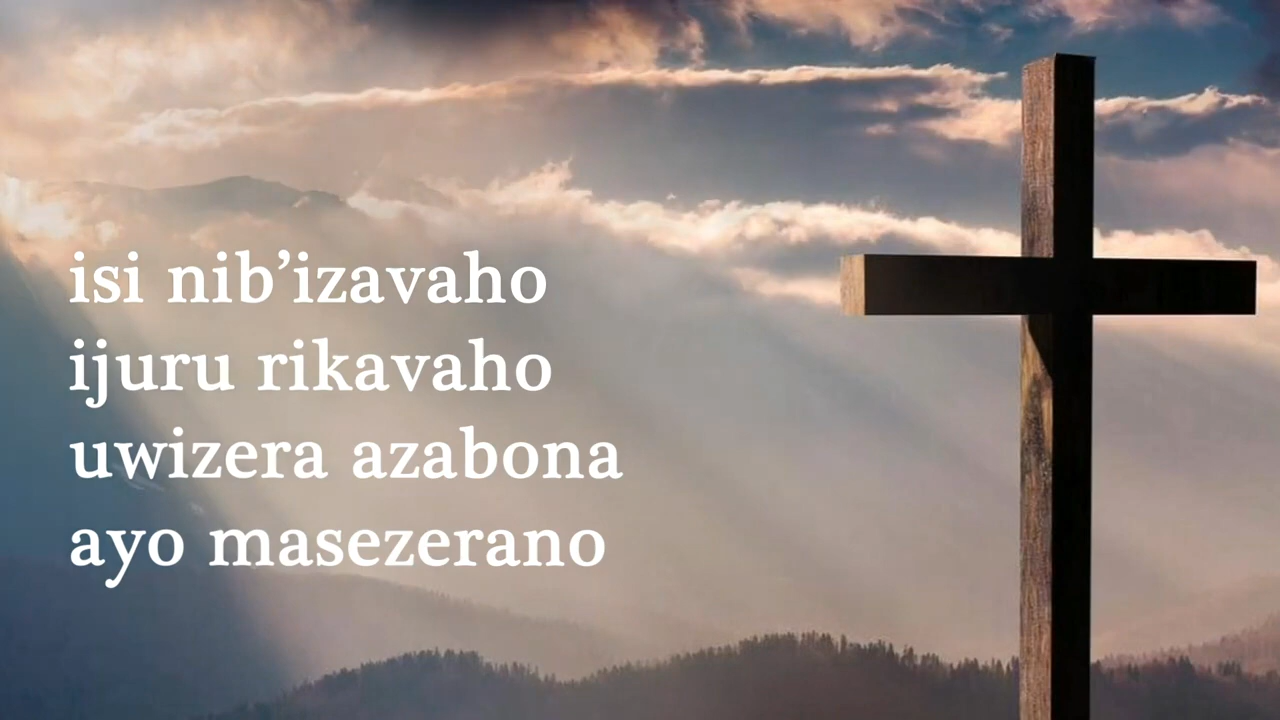 isi nib’izavaho
ijuru rikavaho
uwizera azabona
ayo masezerano